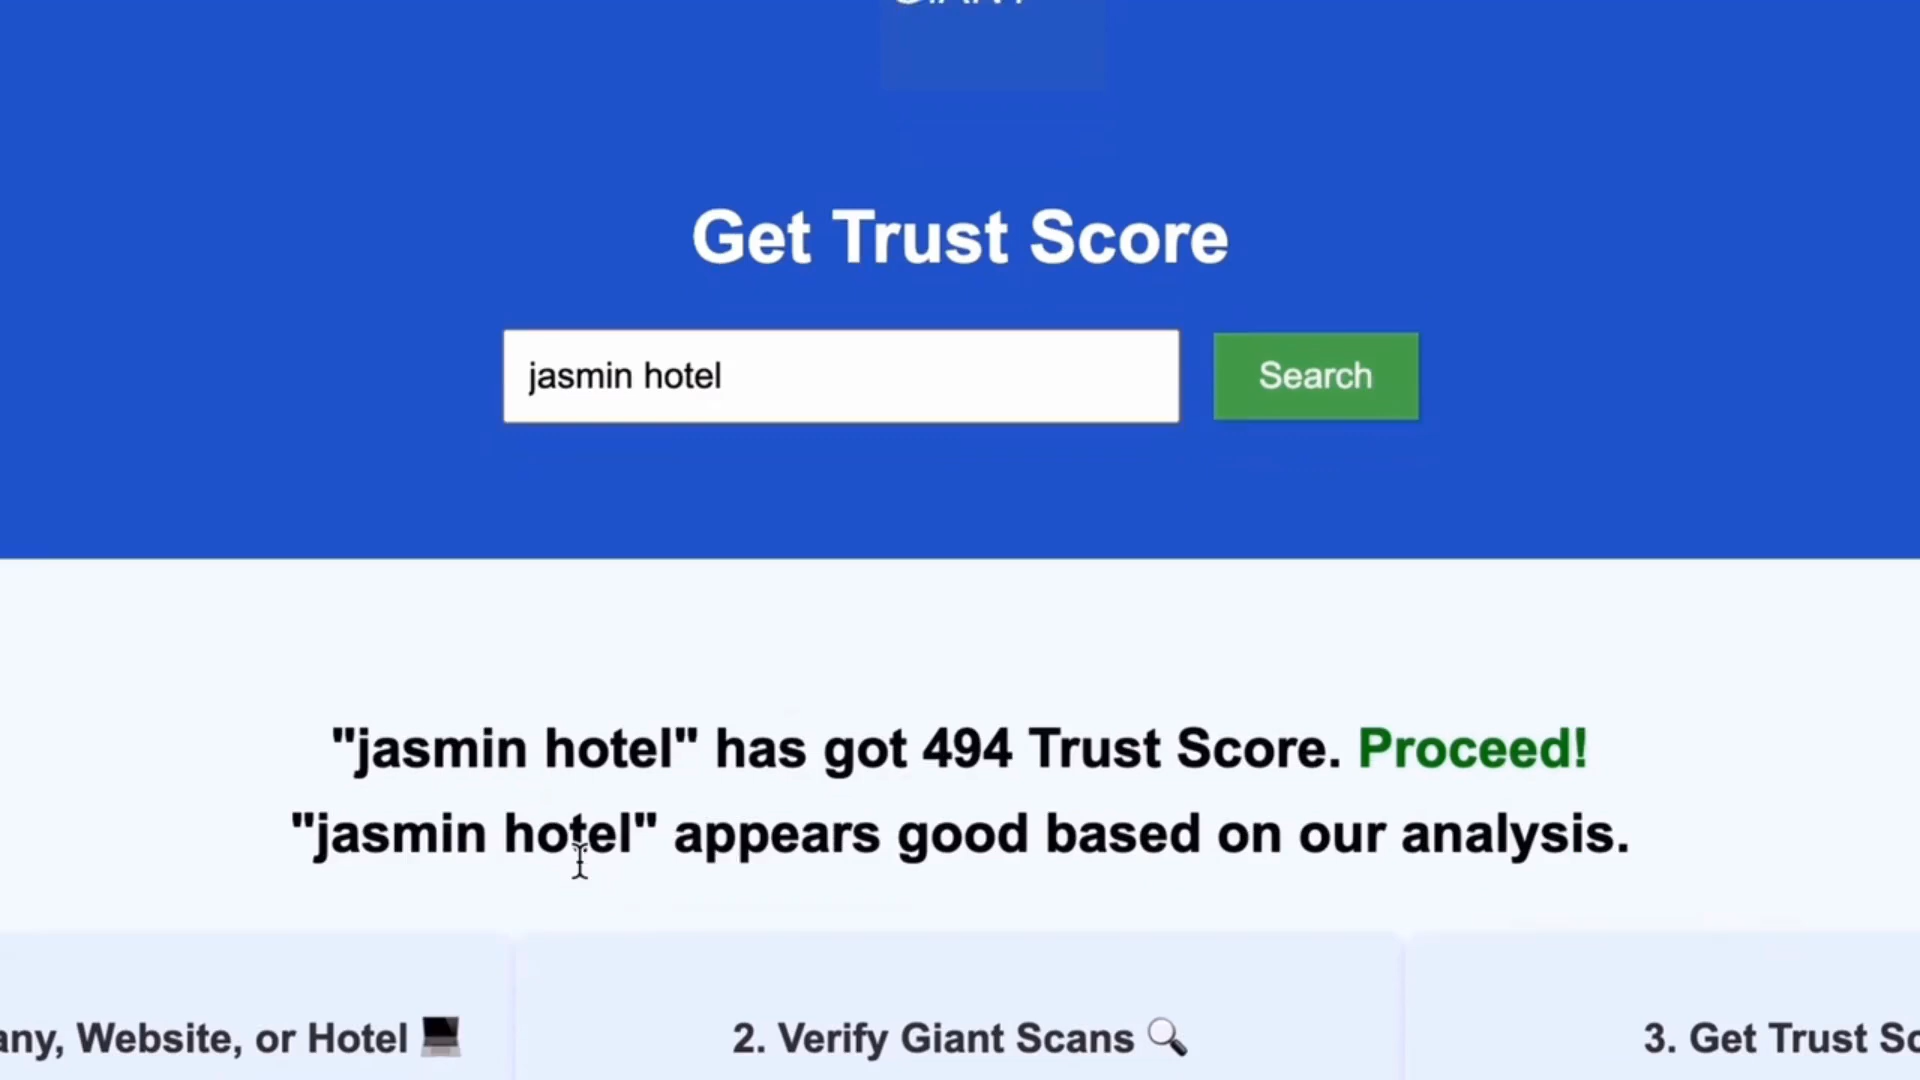 Get Trust Score
jasmin hotel
Search
"jasmin hotel" has got 494 Trust Score. Proceed!
"jasmin hotel" appears good based on our analysis.
any, Website, or Hotel
2. Verify Giant Scans
3. Get Trust Sc